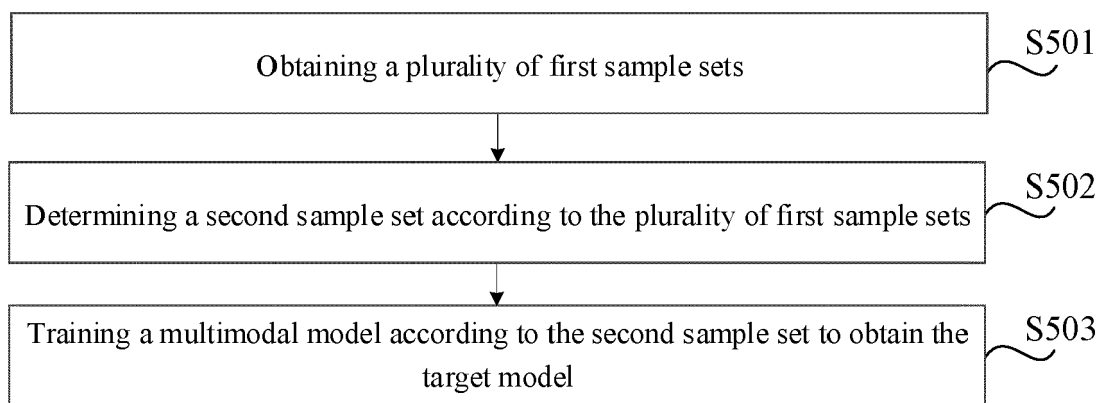 Obtaining a plurality of first sample sets
S501
Determining a second sample set according to the plurality of first sample sets
S502
Training a multimodal model according to the second sample set to obtain the
target model
S503